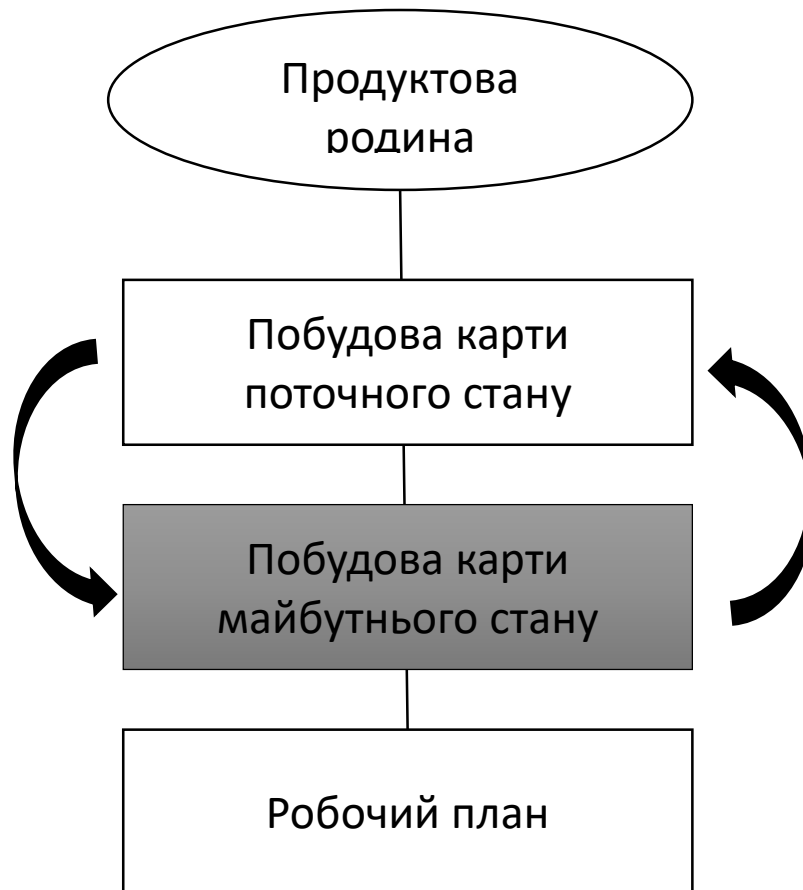 Продуктова
родина
Побудова карти
поточного стану
Побудова карти
майбутнього стану
Робочий план